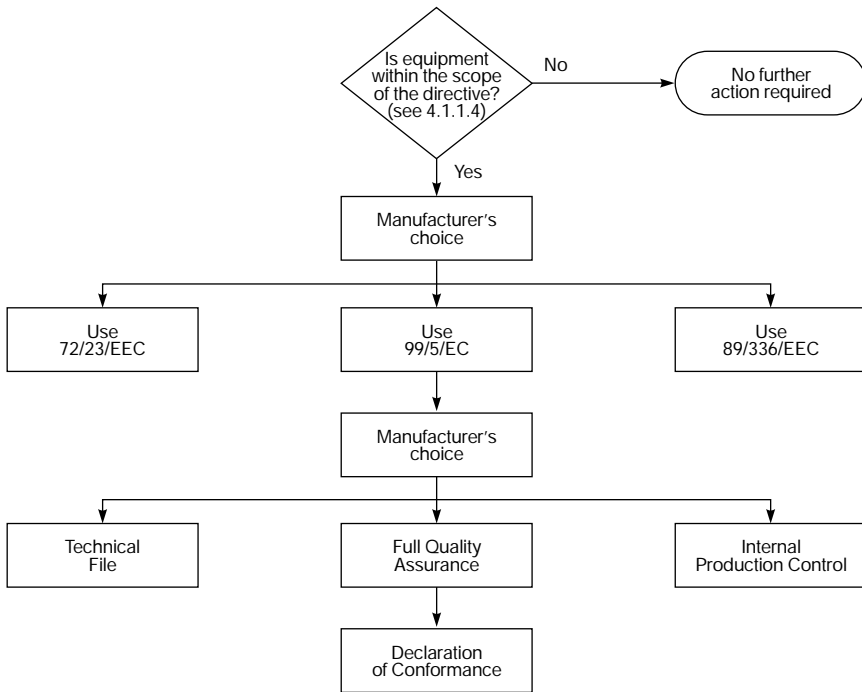 Is equipment
within the scope
of the directive?
(see 4.1.1.4)
No
No further
action required
Yes
Manufacturer's
choice
Use
72/23/EEC
Use
99/5/EC
Use
89/336/EEC
Manufacturer's
choice
Technical
File
Full Quality
Assurance
Internal
Production Control
Declaration
of Conformance